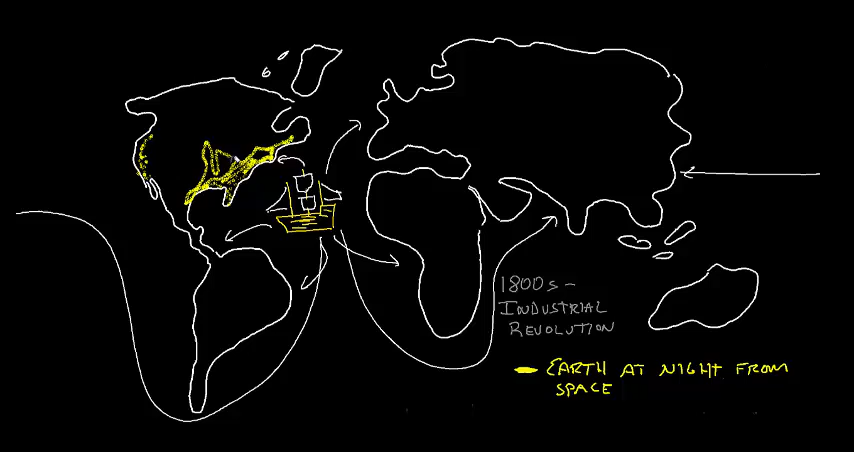 1800s -
INDUSTRIAL
REVOLUTION
- EARTH AT NIGHT FROM
SPACE